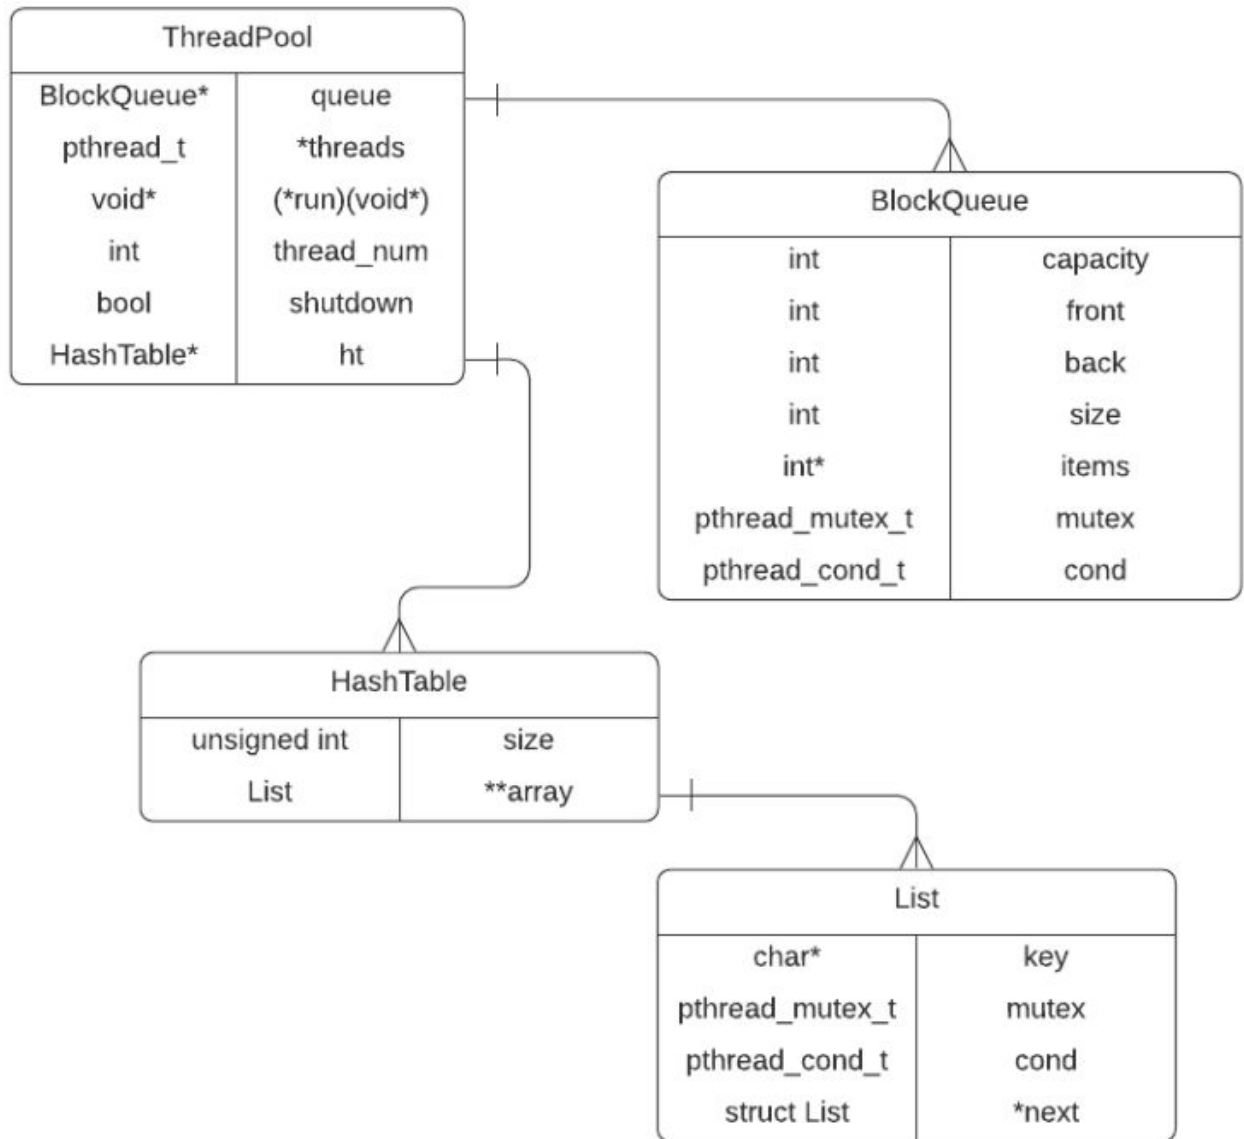 ThreadPool
BlockQueue* queue
pthread_t *threads
void* (*run)(void*)
int thread_num
bool shutdown
HashTable* ht
BlockQueue
int capacity
int front
int back
int size
int* items
pthread_mutex_t mutex
pthread_cond_t cond
HashTable
unsigned int size
List **array
List
char* key
pthread_mutex_t mutex
pthread_cond_t cond
struct List *next